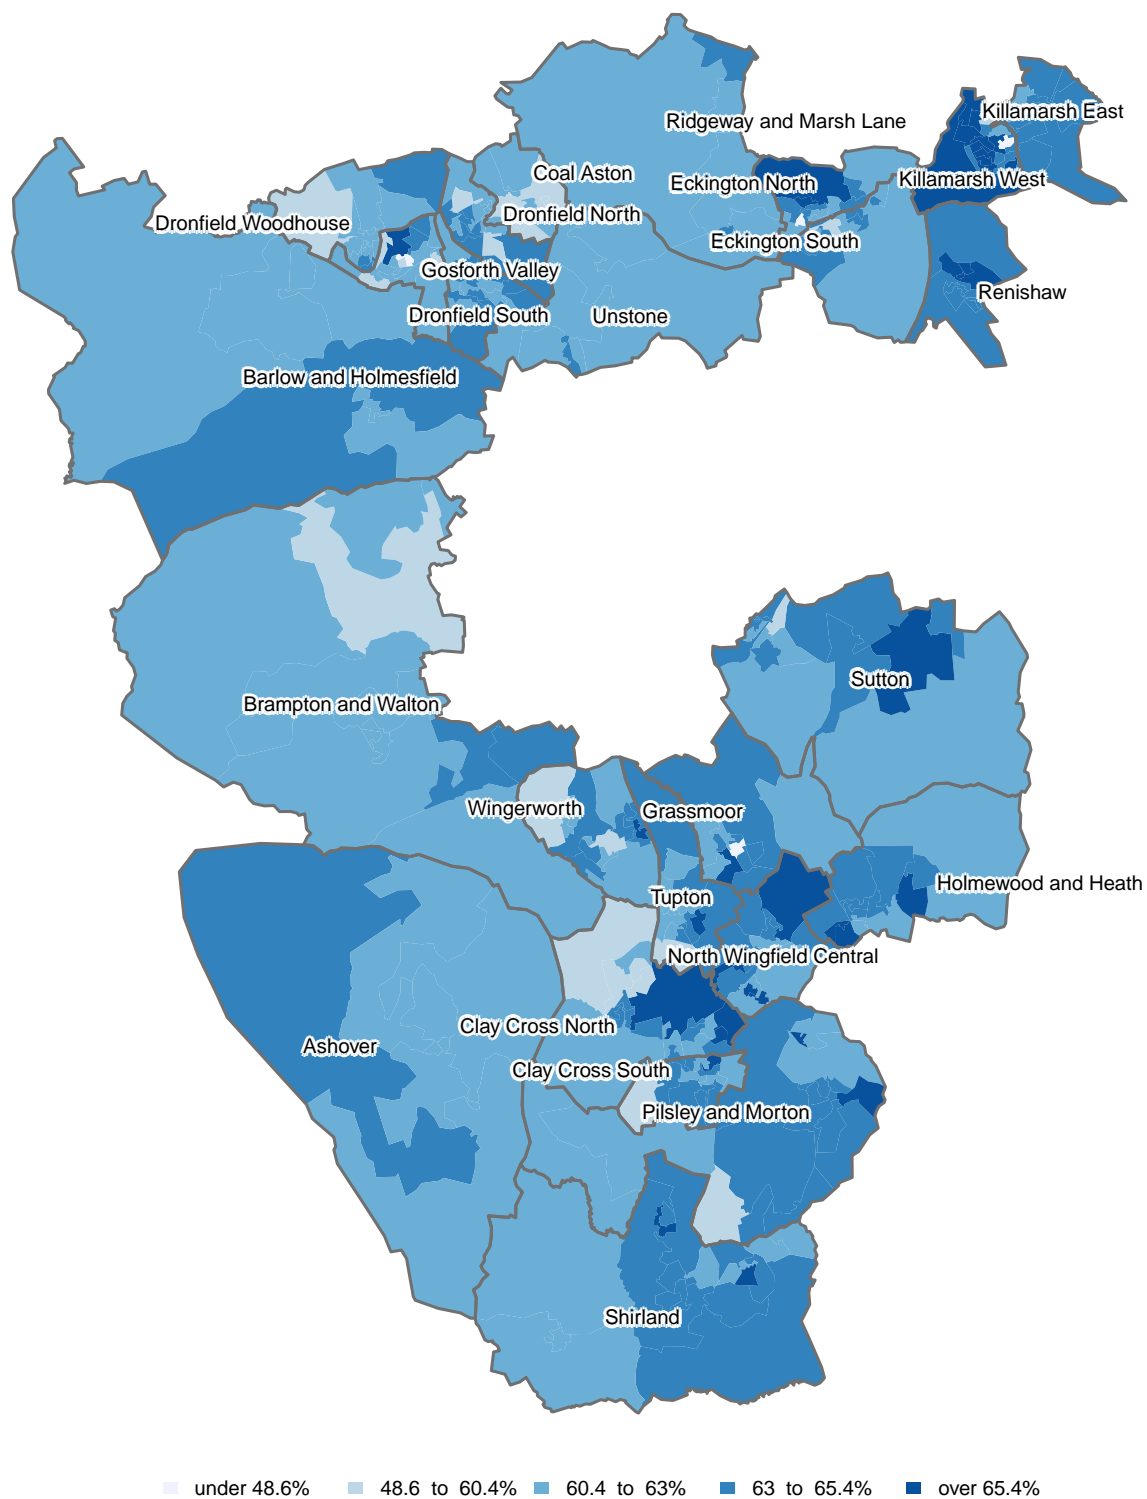 Killamarsh East
Ridgeway and Marsh Lane
Coal Aston
Eckington North
Killamarsh West
Dronfield North
Dronfield Woodhouse
Eckington South
Gosforth Valley
Renishaw
Dronfield South
Unstone
Barlow and Holmesfield
Sutton
Brampton and Walton
Wingerworth
Grassmoor
Holmewood and Heath
Tupton
North Wingfield Central
Clay Cross North
Ashover
Clay Cross South
Pilsley and Morton
Shirland
under 48.6% 48.6 to 60.4% 60.4 to 63% 63 to 65.4% over 65.4%